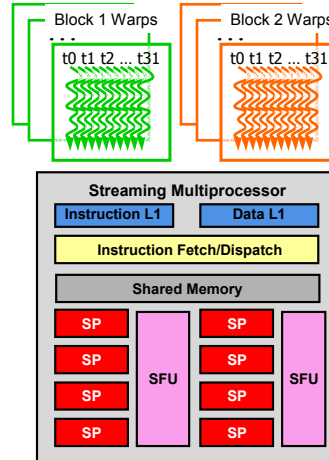 Block 1 Warps
Block 2 Warps
. . .
. . .
t0 t1 t2 ... t31
t0 t1 t2 ... t31
Streaming Multiprocessor
Instruction L1
Data L1
Instruction Fetch/Dispatch
Shared Memory
SP
SP
SP
SP
SFU
SP
SP
SP
SP
SFU